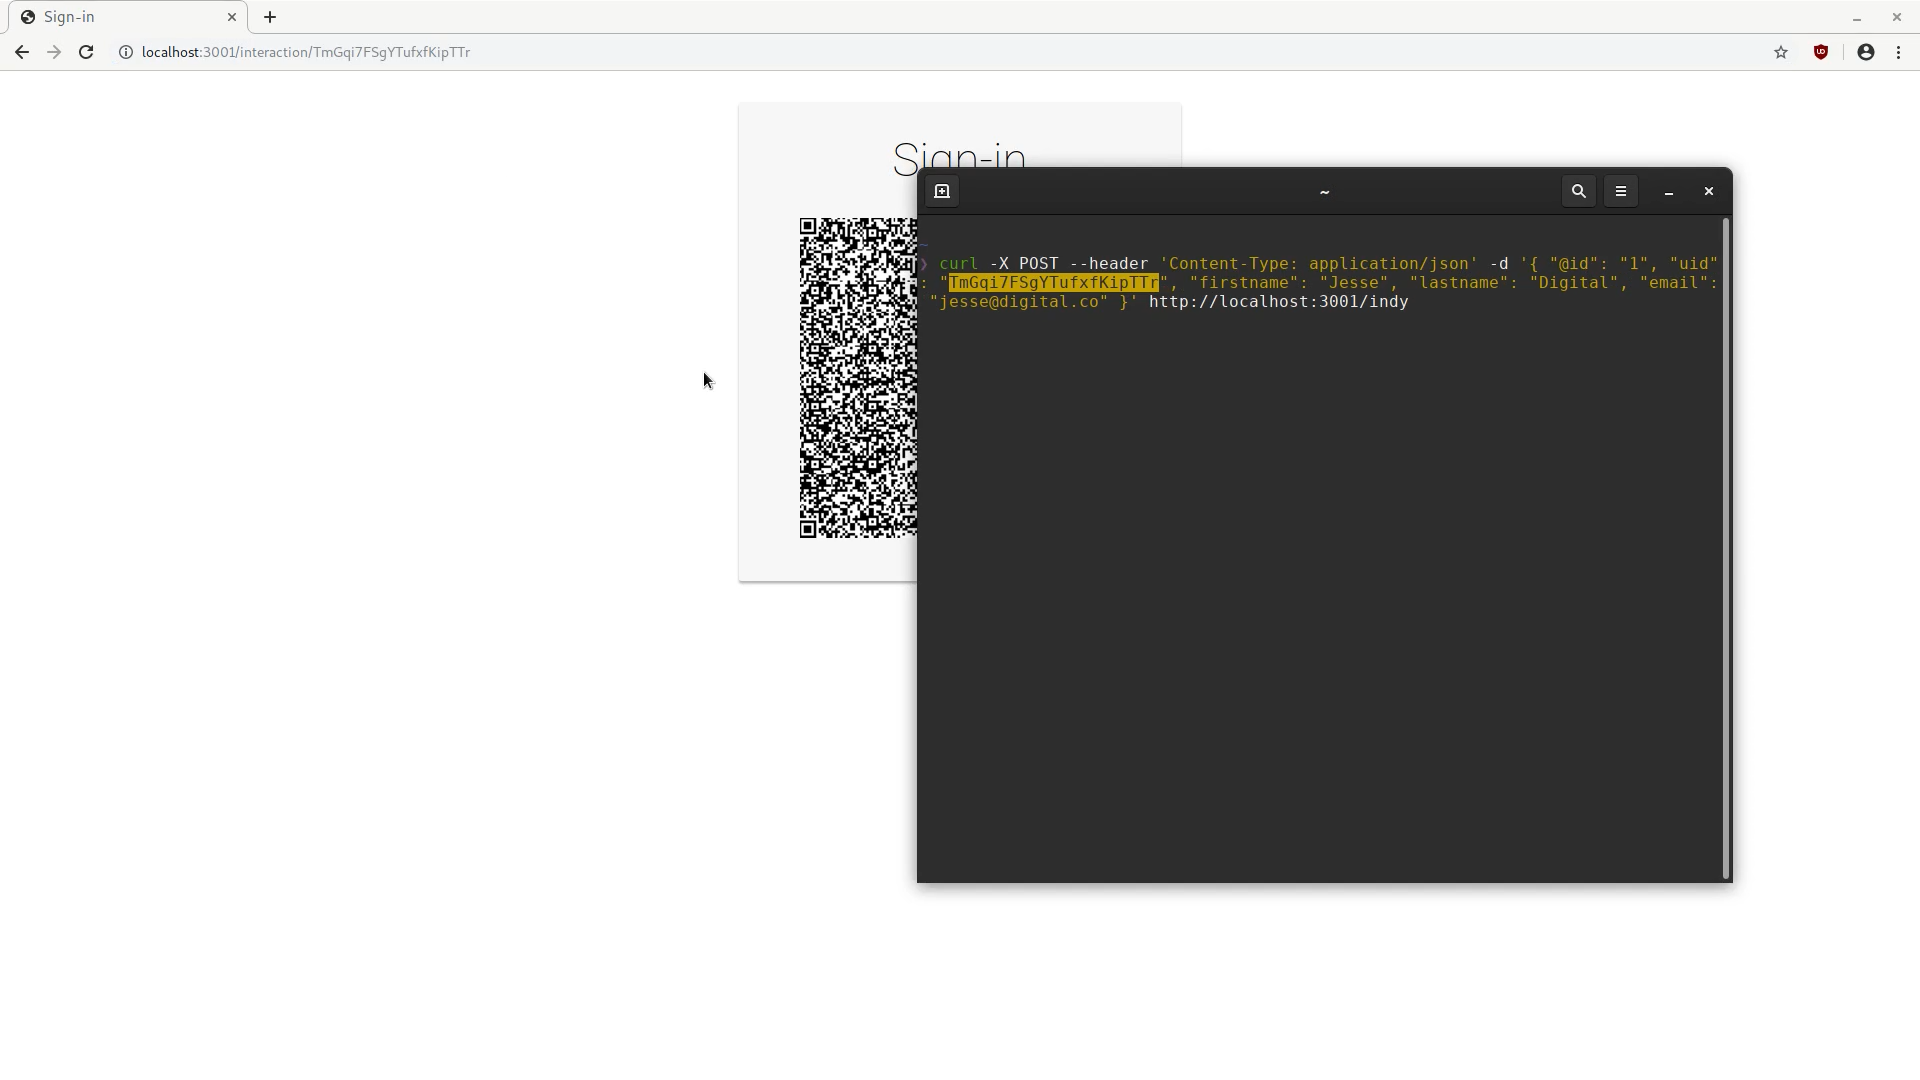 Sign-in
localhost:3001/interaction/TmGqi7FSgYTufxfKipTTr
Sign-in
~
~
❯ curl -X POST --header 'Content-Type: application/json' -d '{ "@id": "1", "uid"
: "TmGqi7FSgYTufxfKipTTr", "firstname": "Jesse", "lastname": "Digital", "email":
"jesse@digital.co" }' http://localhost:3001/indy